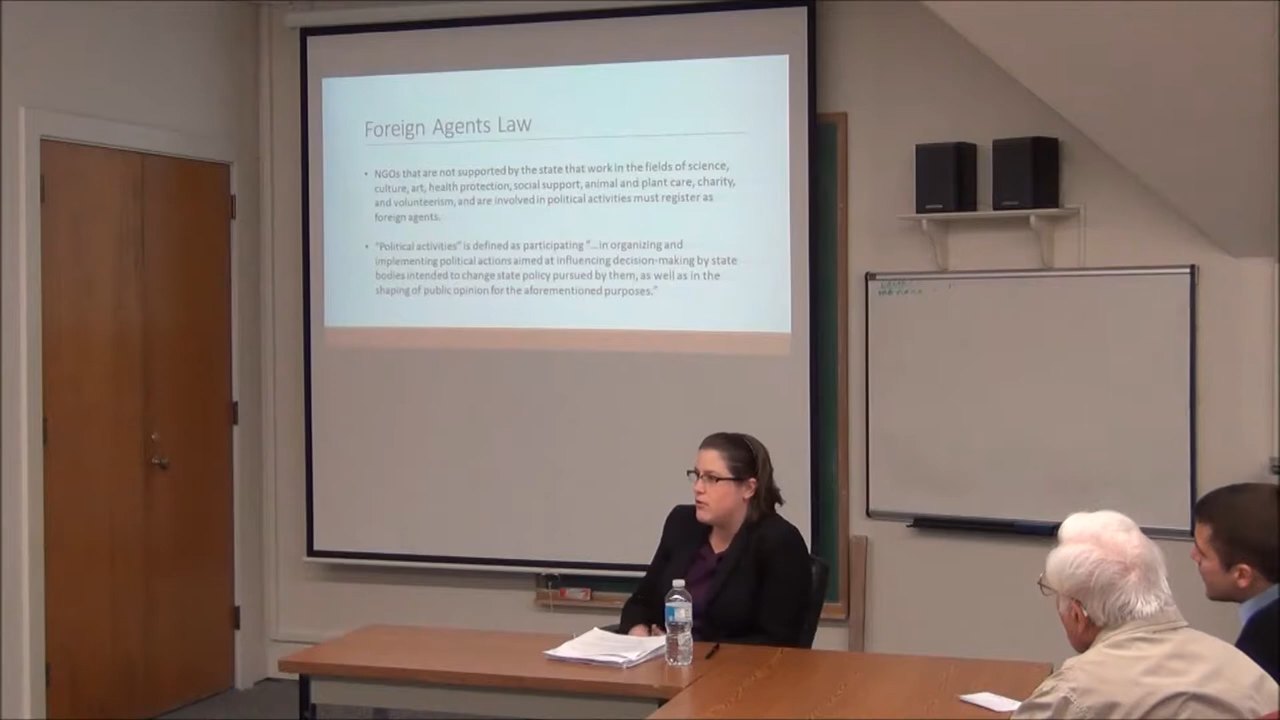 Foreign Agents Law
• NGOs that are not supported by the state that work in the fields of science,
culture, art, health protection, social support, animal and plant care, charity,
and volunteerism, and are involved in political activities must register as
foreign agents.
• "Political activities" is defined as participating "...in organizing and
implementing political actions aimed at influencing decision-making by state
bodies intended to change state policy pursued by them, as well as in the
shaping of public opinion for the aforementioned purposes."